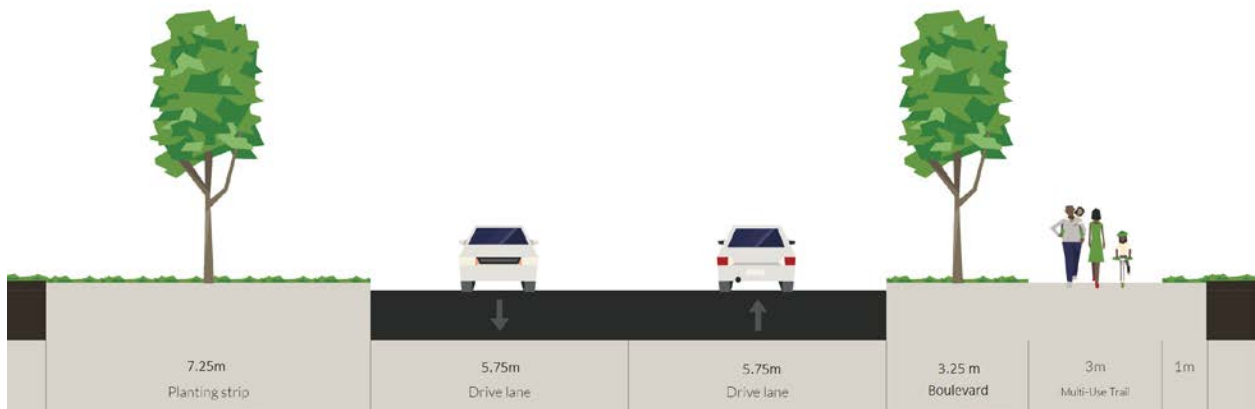 7.25m
Planting strip
5.75m
Drive lane
5.75m
Drive lane
3.25 m
Boulevard
3m
Multi-Use Trail
1m